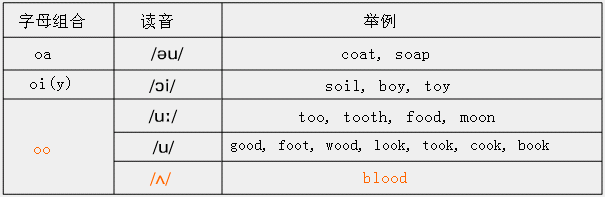 字母组合 读音 举例
oa /əu/ coat, soap
oi(y) /ɔi/ soil, boy, toy
/uː/ too, tooth, food, moon
oo /u/ good, foot, wood, look, took, cook, book
/ʌ/ blood